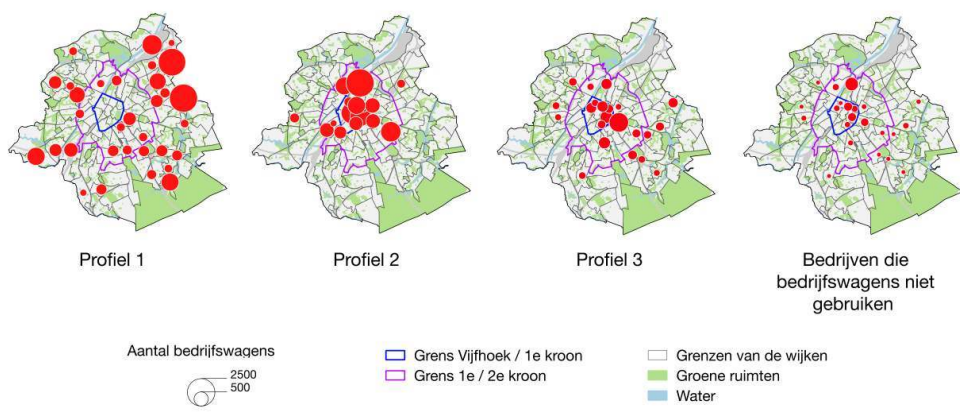 Profiel 1
Profiel 2
Profiel 3
Bedrijven die
bedrijfswagens niet
gebruiken
Aantal bedrijfswagens
2500
500
Grens Vijfhoek / 1e kroon
Grens 1e / 2e kroon
Grenzen van de wijken
Groene ruimten
Water